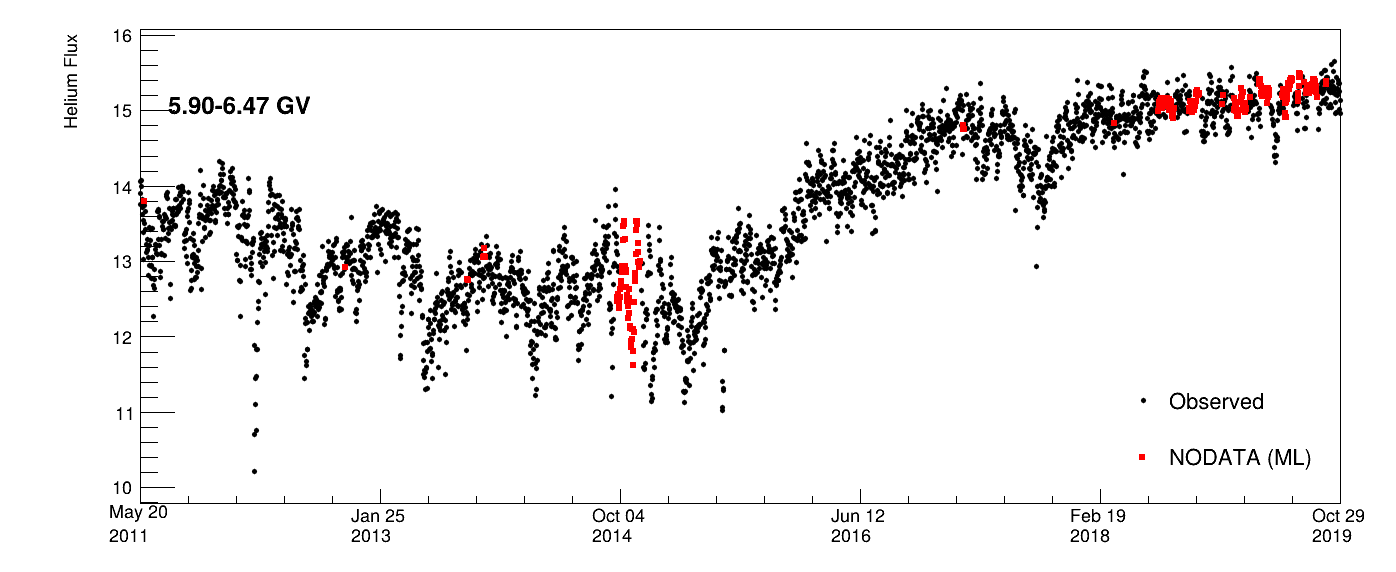 Helium Flux
16
15
14
13
12
11
10
5.90-6.47 GV
Observed
NODATA (ML)
May 20
2011
Jan 25
2013
Oct 04
2014
Jun 12
2016
Feb 19
2018
Oct 29
2019